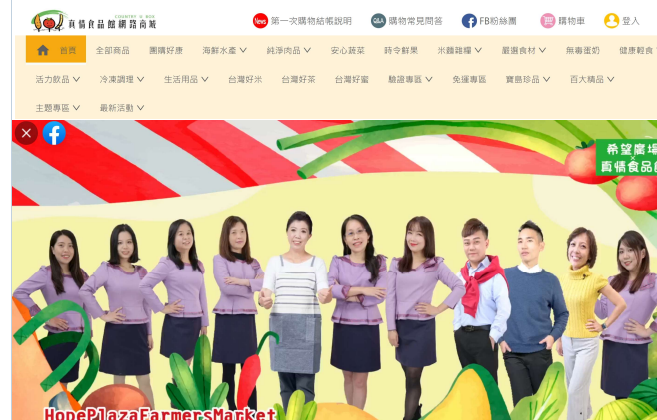 COUNTRY & BOX
真情食品館網路商城
News 第一次購物結帳說明 Q&A 購物常見問答 FB粉絲團 購物車 登入
首頁 全部商品 團購好康 海鮮水產 純淨肉品 安心蔬菜 時令鮮果 米麵雜糧 嚴選食材 無毒蛋奶 健康輕食
活力飲品 冷凍調理 生活用品 台灣好米 台灣好茶 台灣好蜜 驗證專區 免運專區 寶島珍品 百大精品
主題專區 最新活動
希望廣場
×
真情食品館
HopePlazaFarmersMarket